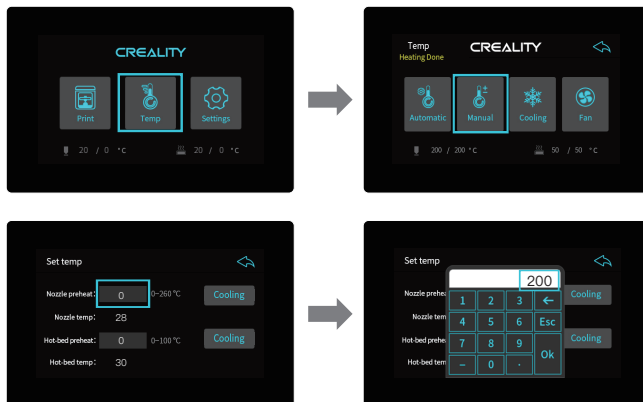 CREALITY
Print Temp Settings
20 / 0 °C 20 / 0 °C
Temp CREALITY
Heating Done
Automatic Manual Cooling Fan
200 / 200 °C 50 / 50 °C
Set temp
Nozzle preheat: 0 0~260 °C Cooling
Nozzle temp: 28
Hot-bed preheat: 0 0~100 °C Cooling
Hot-bed temp: 30
Set temp
200
Nozzle prehea 1 2 3 ← Cooling
Nozzle tem 4 5 6 Esc
Hot-bed prehe 7 8 9 Ok Cooling
Hot-bed tem – 0 .